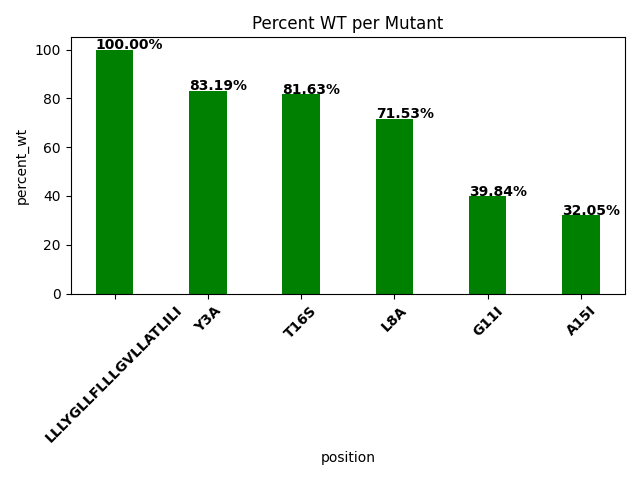 Percent WT per Mutant
percent_wt
100
80
60
40
20
0
100.00%
83.19%
81.63%
71.53%
39.84%
32.05%
LLLYGLLFLLLGVLLATLILI
Y3A
T16S
L8A
G11I
A15I
position